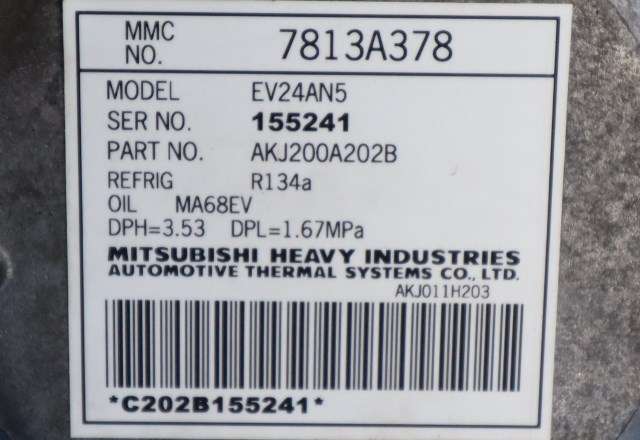 MMC NO. 7813A378
MODEL EV24AN5
SER NO. 155241
PART NO. AKJ200A202B
REFRIG R134a
OIL MA68EV
DPH=3.53 DPL=1.67MPa
MITSUBISHI HEAVY INDUSTRIES
AUTOMOTIVE THERMAL SYSTEMS CO., LTD.
AKJ011H203
*C202B155241*